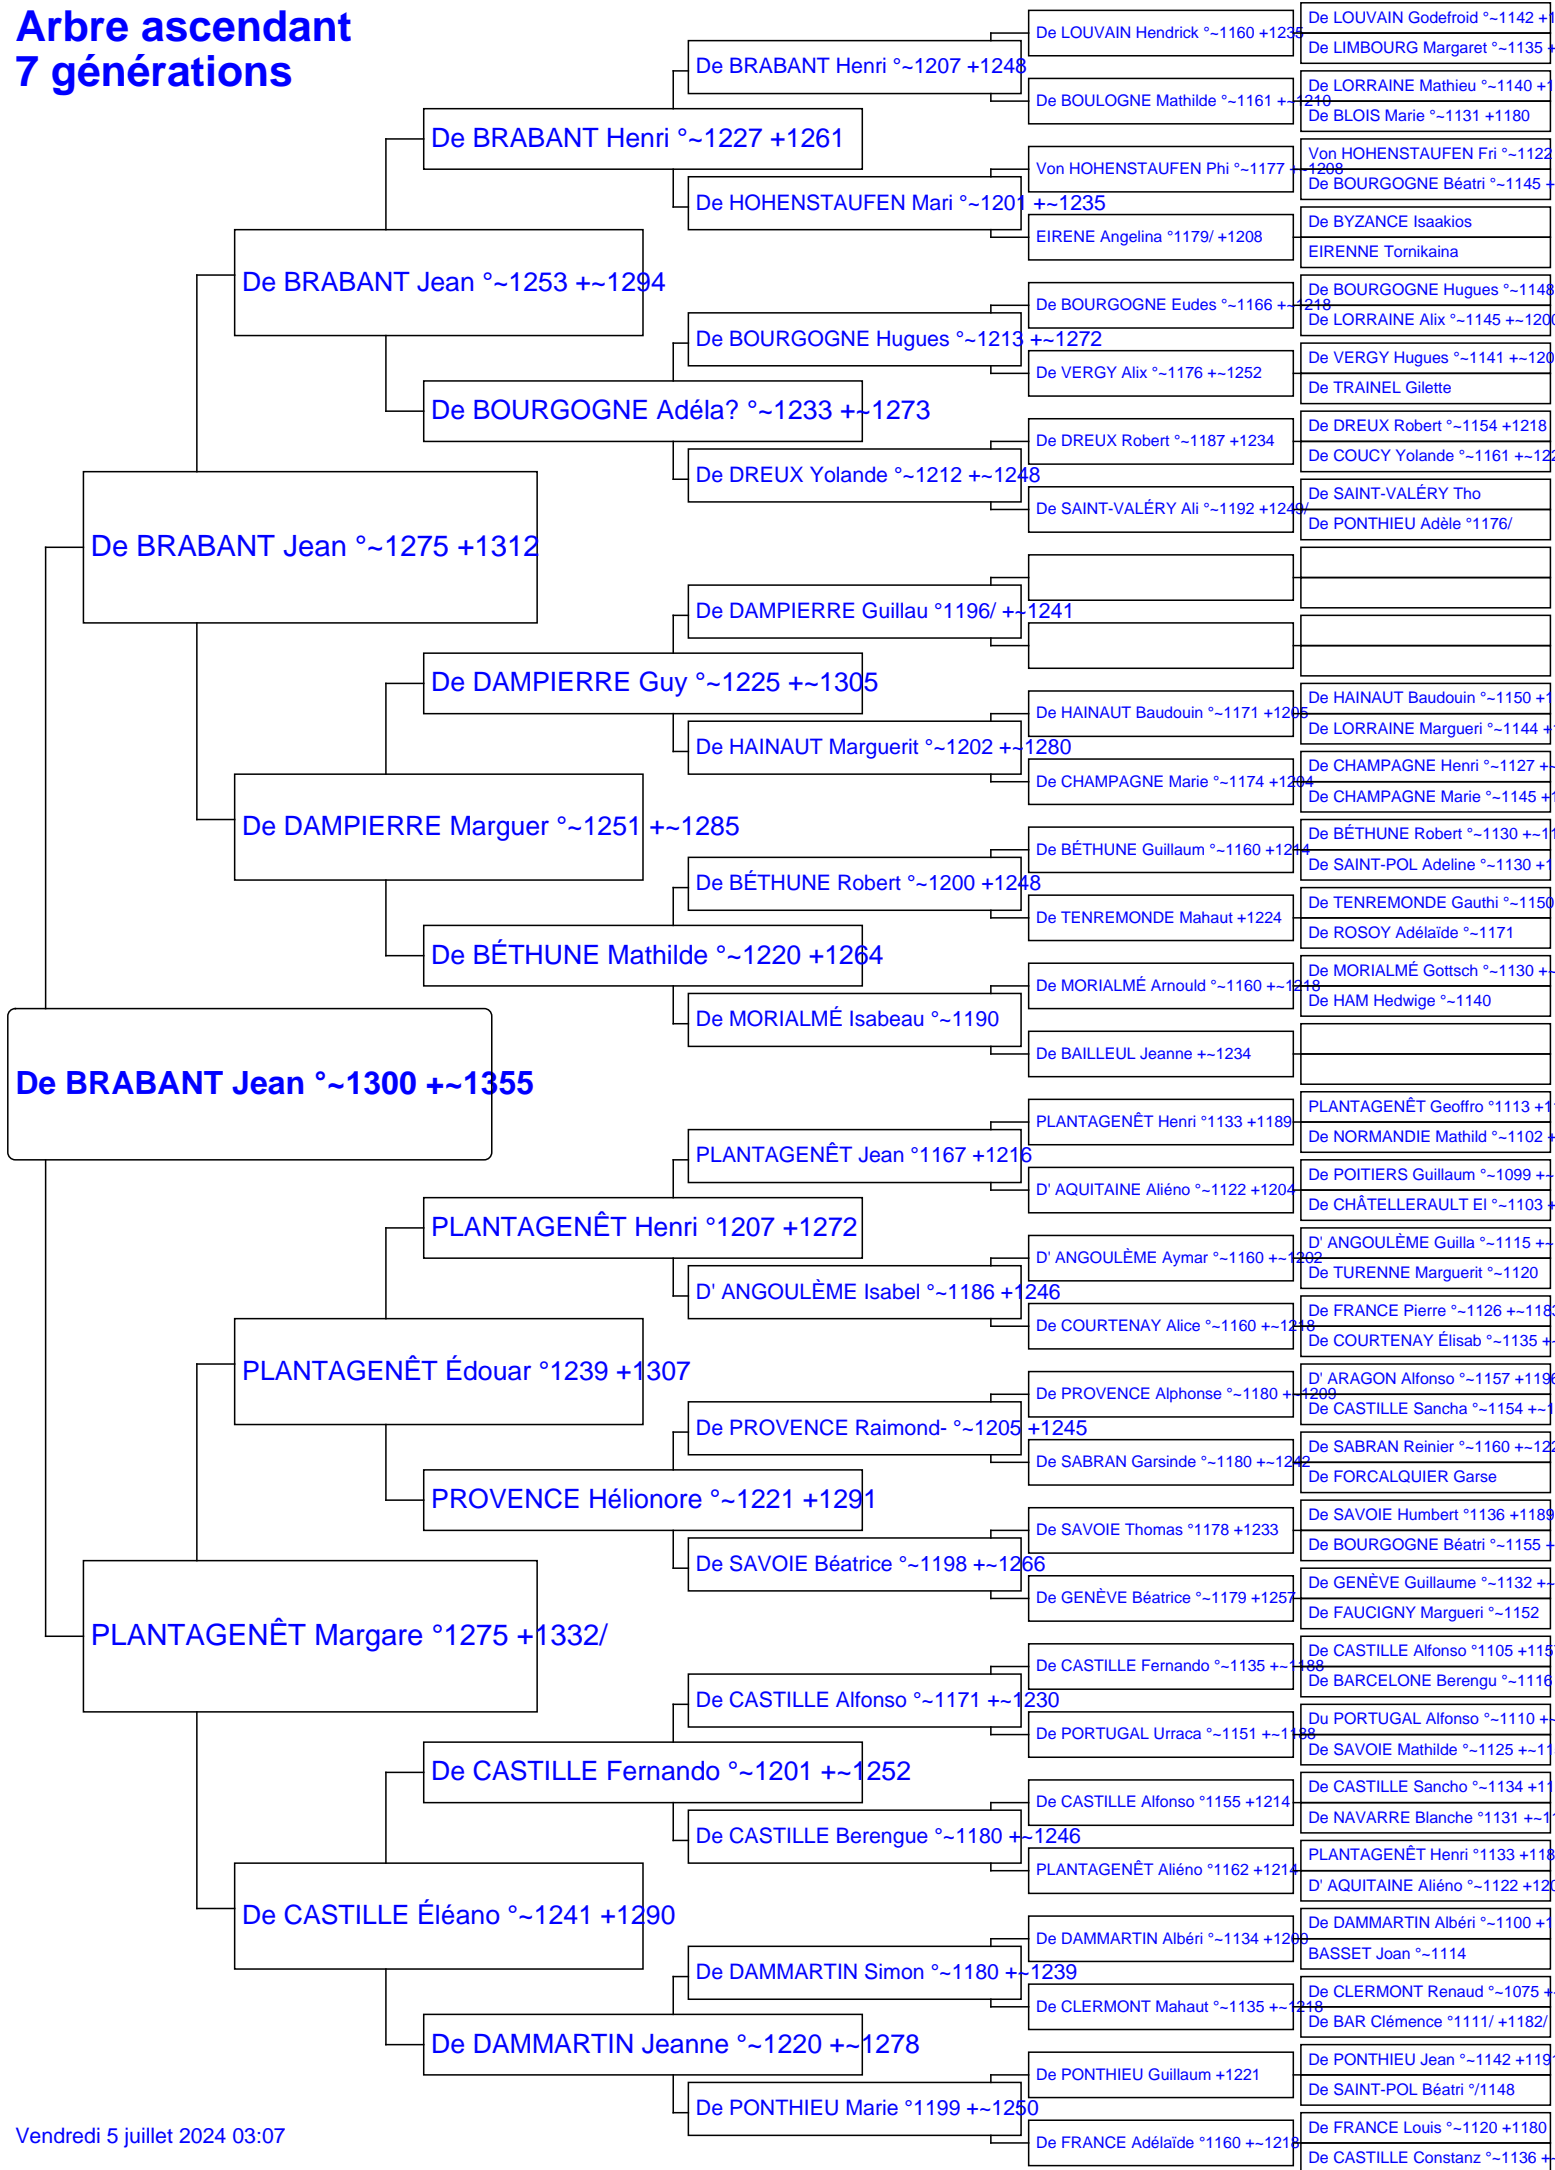 Arbre ascendant
7 générations
De BRABANT Jean °~1300 +~1355
De BRABANT Jean °~1275 +1312
PLANTAGENÊT Margare °1275 +1332/
De BRABANT Jean °~1253 +~1294
De DAMPIERRE Marguer °~1251 +~1285
PLANTAGENÊT Édouar °1239 +1307
De CASTILLE Éléano °~1241 +1290
De BRABANT Henri °~1227 +1261
De BOURGOGNE Adéla? °~1233 +~1273
De DAMPIERRE Guy °~1225 +~1305
De BÉTHUNE Mathilde °~1220 +1264
PLANTAGENÊT Henri °1207 +1272
PROVENCE Hélionore °~1221 +1291
De CASTILLE Fernando °~1201 +~1252
De DAMMARTIN Jeanne °~1220 +~1278
De BRABANT Henri °~1207 +1248
De HOHENSTAUFEN Mari °~1201 +~1235
De BOURGOGNE Hugues °~1213 +~1272
De DREUX Yolande °~1212 +~1248
De DAMPIERRE Guillau °1196/ +~1241
De HAINAUT Marguerit °~1202 +~1280
De BÉTHUNE Robert °~1200 +1248
De MORIALMÉ Isabeau °~1190
PLANTAGENÊT Jean °1167 +1216
D' ANGOULÈME Isabel °~1186 +1246
De PROVENCE Raimond- °~1205 +1245
De SAVOIE Béatrice °~1198 +~1266
De CASTILLE Alfonso °~1171 +~1230
De CASTILLE Berengue °~1180 +~1246
De DAMMARTIN Simon °~1180 +~1239
De PONTHIEU Marie °1199 +~1250
De LOUVAIN Hendrick °~1160 +1235
De BOULOGNE Mathilde °~1161 +~1210
Von HOHENSTAUFEN Phi °~1177 +~1208
EIRENE Angelina °1179/ +1208
De BOURGOGNE Eudes °~1166 +~1218
De VERGY Alix °~1176 +~1252
De DREUX Robert °~1187 +1234
De SAINT-VALÉRY Ali °~1192 +1249/
De HAINAUT Baudouin °~1171 +1205
De CHAMPAGNE Marie °~1174 +1204
De BÉTHUNE Guillaum °~1160 +1214
De TENREMONDE Mahaut +1224
De MORIALMÉ Arnould °~1160 +~1218
De BAILLEUL Jeanne +~1234
PLANTAGENÊT Henri °1133 +1189
D' AQUITAINE Aliéno °~1122 +1204
D' ANGOULÈME Aymar °~1160 +~1202
De COURTENAY Alice °~1160 +~1218
De PROVENCE Alphonse °~1180 +~1209
De SABRAN Garsinde °~1180 +~1242
De SAVOIE Thomas °1178 +1233
De GENÈVE Béatrice °~1179 +1257
De CASTILLE Fernando °~1135 +~1188
De PORTUGAL Urraca °~1151 +~1188
De CASTILLE Alfonso °1155 +1214
PLANTAGENÊT Aliéno °1162 +1214
De DAMMARTIN Albéri °~1134 +1200
De CLERMONT Mahaut °~1135 +~1218
De PONTHIEU Guillaum +1221
De FRANCE Adélaïde °1160 +~1218
De LOUVAIN Godefroid °~1142 +1
De LIMBOURG Margaret °~1135 +
De LORRAINE Mathieu °~1140 +1
De BLOIS Marie °~1131 +1180
Von HOHENSTAUFEN Fri °~1122
De BOURGOGNE Béatri °~1145 +
De BYZANCE Isaakios
EIRENNE Tornikaina
De BOURGOGNE Hugues °~1148
De LORRAINE Alix °~1145 +~1200
De VERGY Hugues °~1141 +~120
De TRAINEL Gilette
De DREUX Robert °~1154 +1218
De COUCY Yolande °~1161 +~122
De SAINT-VALÉRY Tho
De PONTHIEU Adèle °1176/
De HAINAUT Baudouin °~1150 +1
De LORRAINE Margueri °~1144 +
De CHAMPAGNE Henri °~1127 +~
De CHAMPAGNE Marie °~1145 +1
De BÉTHUNE Robert °~1130 +~11
De SAINT-POL Adeline °~1130 +1
De TENREMONDE Gauthi °~1150
De ROSOY Adélaïde °~1171
De MORIALMÉ Gottsch °~1130 +~
De HAM Hedwige °~1140
PLANTAGENÊT Geoffro °1113 +1
De NORMANDIE Mathild °~1102 +
De POITIERS Guillaum °~1099 +~
De CHÂTELLERAULT El °~1103 +
D' ANGOULÈME Guilla °~1115 +~
De TURENNE Marguerit °~1120
De FRANCE Pierre °~1126 +~1183
De COURTENAY Élisab °~1135 +~
D' ARAGON Alfonso °~1157 +1196
De CASTILLE Sancha °~1154 +~1
De SABRAN Reinier °~1160 +~122
De FORCALQUIER Garse
De SAVOIE Humbert °1136 +1189
De BOURGOGNE Béatri °~1155 +
De GENÈVE Guillaume °~1132 +~
De FAUCIGNY Margueri °~1152
De CASTILLE Alfonso °1105 +1157
De BARCELONE Berengu °~1116
Du PORTUGAL Alfonso °~1110 +~
De SAVOIE Mathilde °~1125 +~11
De CASTILLE Sancho °~1134 +11
De NAVARRE Blanche °1131 +~1
PLANTAGENÊT Henri °1133 +118
D' AQUITAINE Aliéno °~1122 +120
De DAMMARTIN Albéri °~1100 +1
BASSET Joan °~1114
De CLERMONT Renaud °~1075 +
De BAR Clémence °1111/ +1182/
De PONTHIEU Jean °~1142 +1191
De SAINT-POL Béatri °/1148
De FRANCE Louis °~1120 +1180
De CASTILLE Constanz °~1136 +
Vendredi 5 juillet 2024 03:07